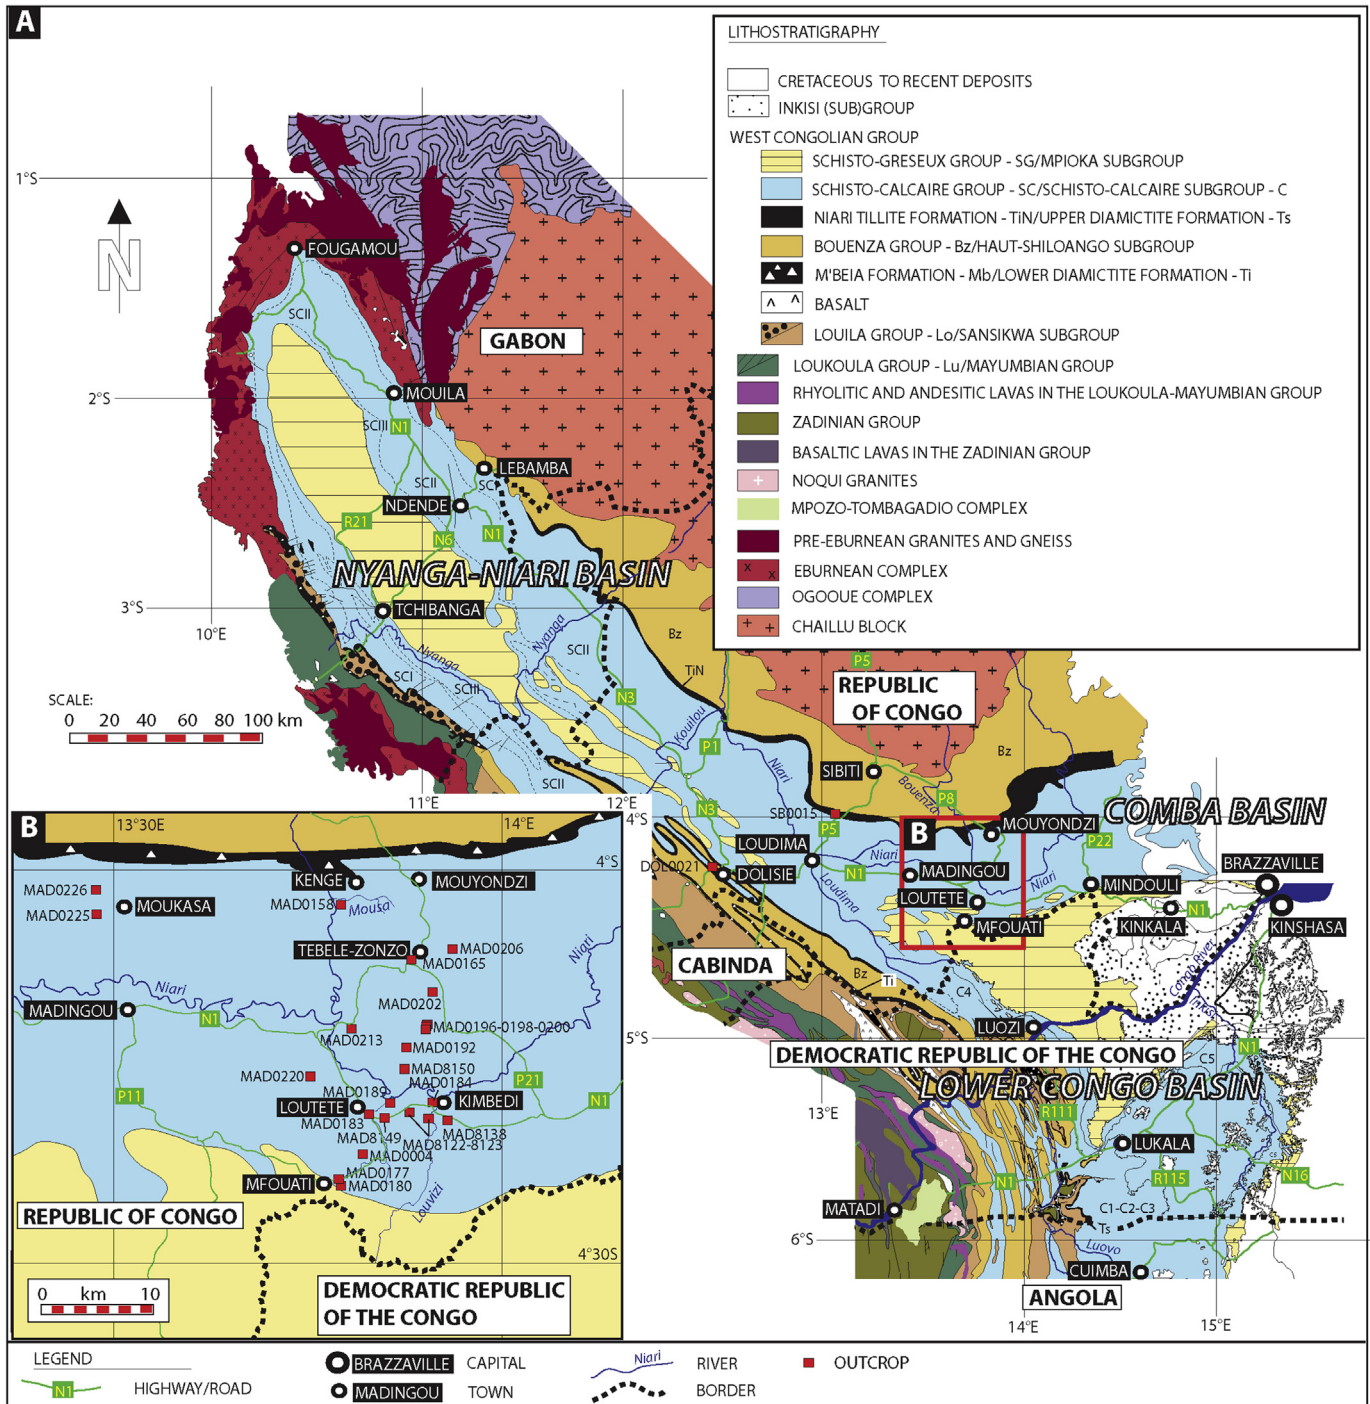 A
LITHOSTRATIGRAPHY
CRETACEOUS TO RECENT DEPOSITS
INKISI (SUB)GROUP
WEST CONGOLIAN GROUP
SCHISTO-GRESEUX GROUP - SG/MPIOKA SUBGROUP
SCHISTO-CALCAIRE GROUP - SC/SCHISTO-CALCAIRE SUBGROUP - C
NIARI TILLITE FORMATION - TiN/UPPER DIAMICTITE FORMATION - Ts
BOUENZA GROUP - Bz/HAUT-SHILOANGO SUBGROUP
M'BEIA FORMATION - Mb/LOWER DIAMICTITE FORMATION - Ti
BASALT
LOUILA GROUP - Lo/SANSIKWA SUBGROUP
LOUKOULA GROUP - Lu/MAYUMBIAN GROUP
RHYOLITIC AND ANDESITIC LAVAS IN THE LOUKOULA-MAYUMBIAN GROUP
ZADINIAN GROUP
BASALTIC LAVAS IN THE ZADINIAN GROUP
NOQUI GRANITES
MPOZO-TOMBAGADIO COMPLEX
PRE-EBURNEAN GRANITES AND GNEISS
EBURNEAN COMPLEX
OGOOUE COMPLEX
CHAILLU BLOCK
1°S
N
FOUGAMOU
SCII
GABON
2°S
MOUILA
SCIII
N1
LEBAMBA
SCII
SC
NDENDE
R21
N6
N1
NYANGA-NIARI BASIN
3°S
TCHIBANGA
10°E
Nyanga
Nyanga
Bz
SCII
TiN
SCI
SCIII
P5
REPUBLIC
OF CONGO
SCALE:
0 20 40 60 80 100 km
N3
Kouilou
P1
Niari
Bz
SIBITI
Bouenza
P8
SCII
11°E
12°E
4°S
N3
SB0015
P5
B
MOUYONDZI
COMBA BASIN
P22
LOUDIMA
Niari
DOL0021
DOLISIE
N1
MADINGOU
Niari
MINDOULI
BRAZZAVILLE
Loudima
LOUTETE
MFOUATI
N1
KINKALA
KINSHASA
CABINDA
Bz
Ti
C4
Congo River
Inkisi
LUOZI
5°S
DEMOCRATIC REPUBLIC OF THE CONGO
C5
N1
LOWER CONGO BASIN
13°E
R111
LUKALA
N1
R115
N16
MATADI
C1-C2-C3
Ts
6°S
Luovo
CUIMBA
ANGOLA
14°E
15°E
B
13°30E
14°E
4°S
KENGE
MOUYONDZI
MAD0226
MOUKASA
MAD0158
Mousa
MAD0225
TEBELE-ZONZO
MAD0206
MAD0165
Niari
Niari
MAD0202
MADINGOU
N1
MAD0196-0198-0200
MAD0213
MAD0192
MAD8150
MAD0220
MAD0184
P21
MAD0189
P11
LOUTETE
KIMBEDI
N1
MAD0183
MAD8138
MAD8149
MAD8122-8123
MAD0004
MAD0177
MFOUATI
MAD0180
Louvizi
REPUBLIC OF CONGO
4°30S
0 km 10
DEMOCRATIC REPUBLIC
OF THE CONGO
LEGEND
N1
HIGHWAY/ROAD
BRAZZAVILLE
CAPITAL
MADINGOU
TOWN
Niari
RIVER
BORDER
OUTCROP